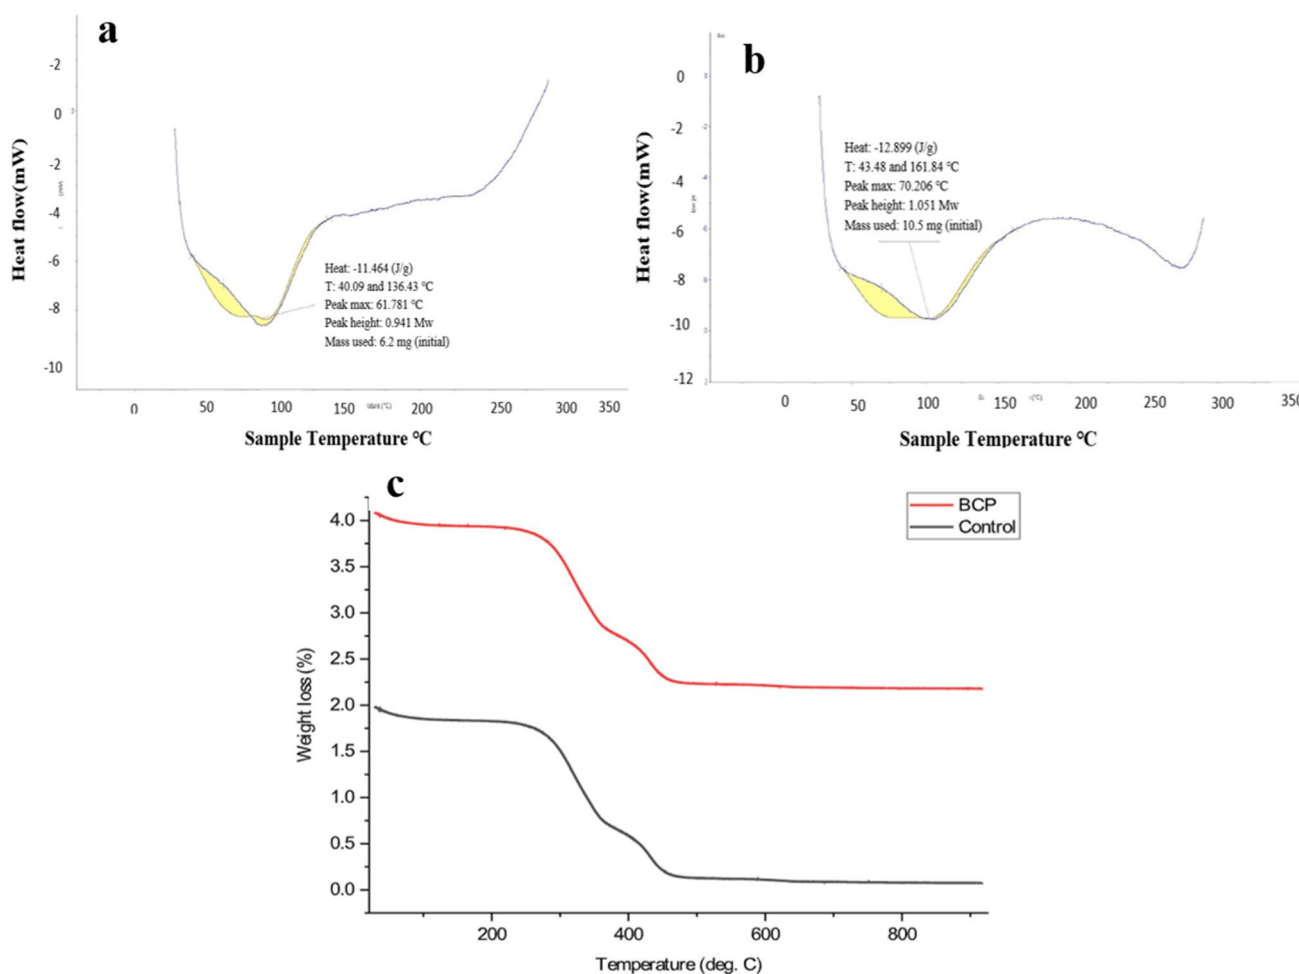 a
-2
0
-2
-4
-6
-8
-10
Heat flow(mW)
Heat: -11.464 (J/g)
T: 40.09 and 136.43 °C
Peak max: 61.781 °C
Peak height: 0.941 Mw
Mass used: 6.2 mg (initial)
0 50 100 150 200 250 300 350
Sample Temperature °C
b
0
-2
-4
-6
-8
-10
-12
Heat flow(mW)
Heat: -12.899 (J/g)
T: 43.48 and 161.84 °C
Peak max: 70.206 °C
Peak height: 1.051 Mw
Mass used: 10.5 mg (initial)
0 50 100 150 200 250 300 350
Sample Temperature °C
c
BCP
Control
4.0
3.5
3.0
2.5
2.0
1.5
1.0
0.5
0.0
Weight loss (%)
200 400 600 800
Temperature (deg. C)